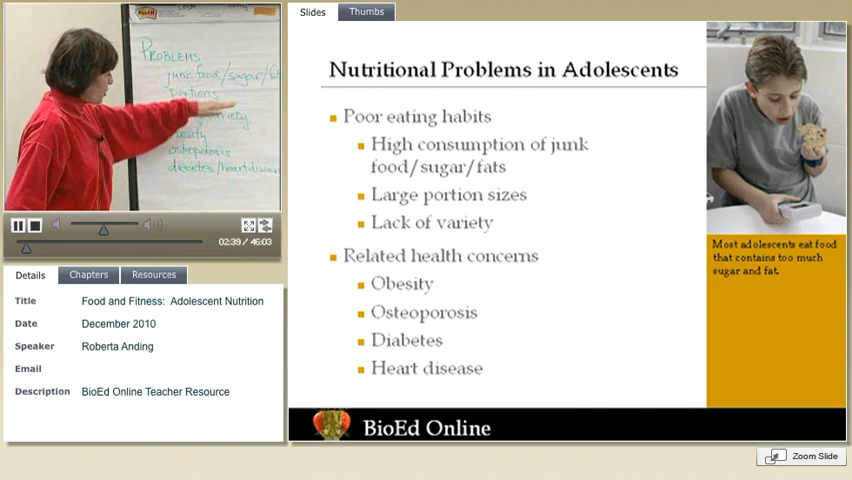 Post-it
PROBLEMS
junk food/sugar/fat
portions
variety
obesity
osteoporosis
diabetes/heart disease
02:39 / 46:03
Details
Chapters
Resources
Title Food and Fitness: Adolescent Nutrition
Date December 2010
Speaker Roberta Anding
Email
Description BioEd Online Teacher Resource
Slides
Thumbs
Nutritional Problems in Adolescents
Poor eating habits
High consumption of junk
food/sugar/fats
Large portion sizes
Lack of variety
Related health concerns
Obesity
Osteoporosis
Diabetes
Heart disease
Most adolescents eat food
that contains too much
sugar and fat.
BioEd Online
Zoom Slide